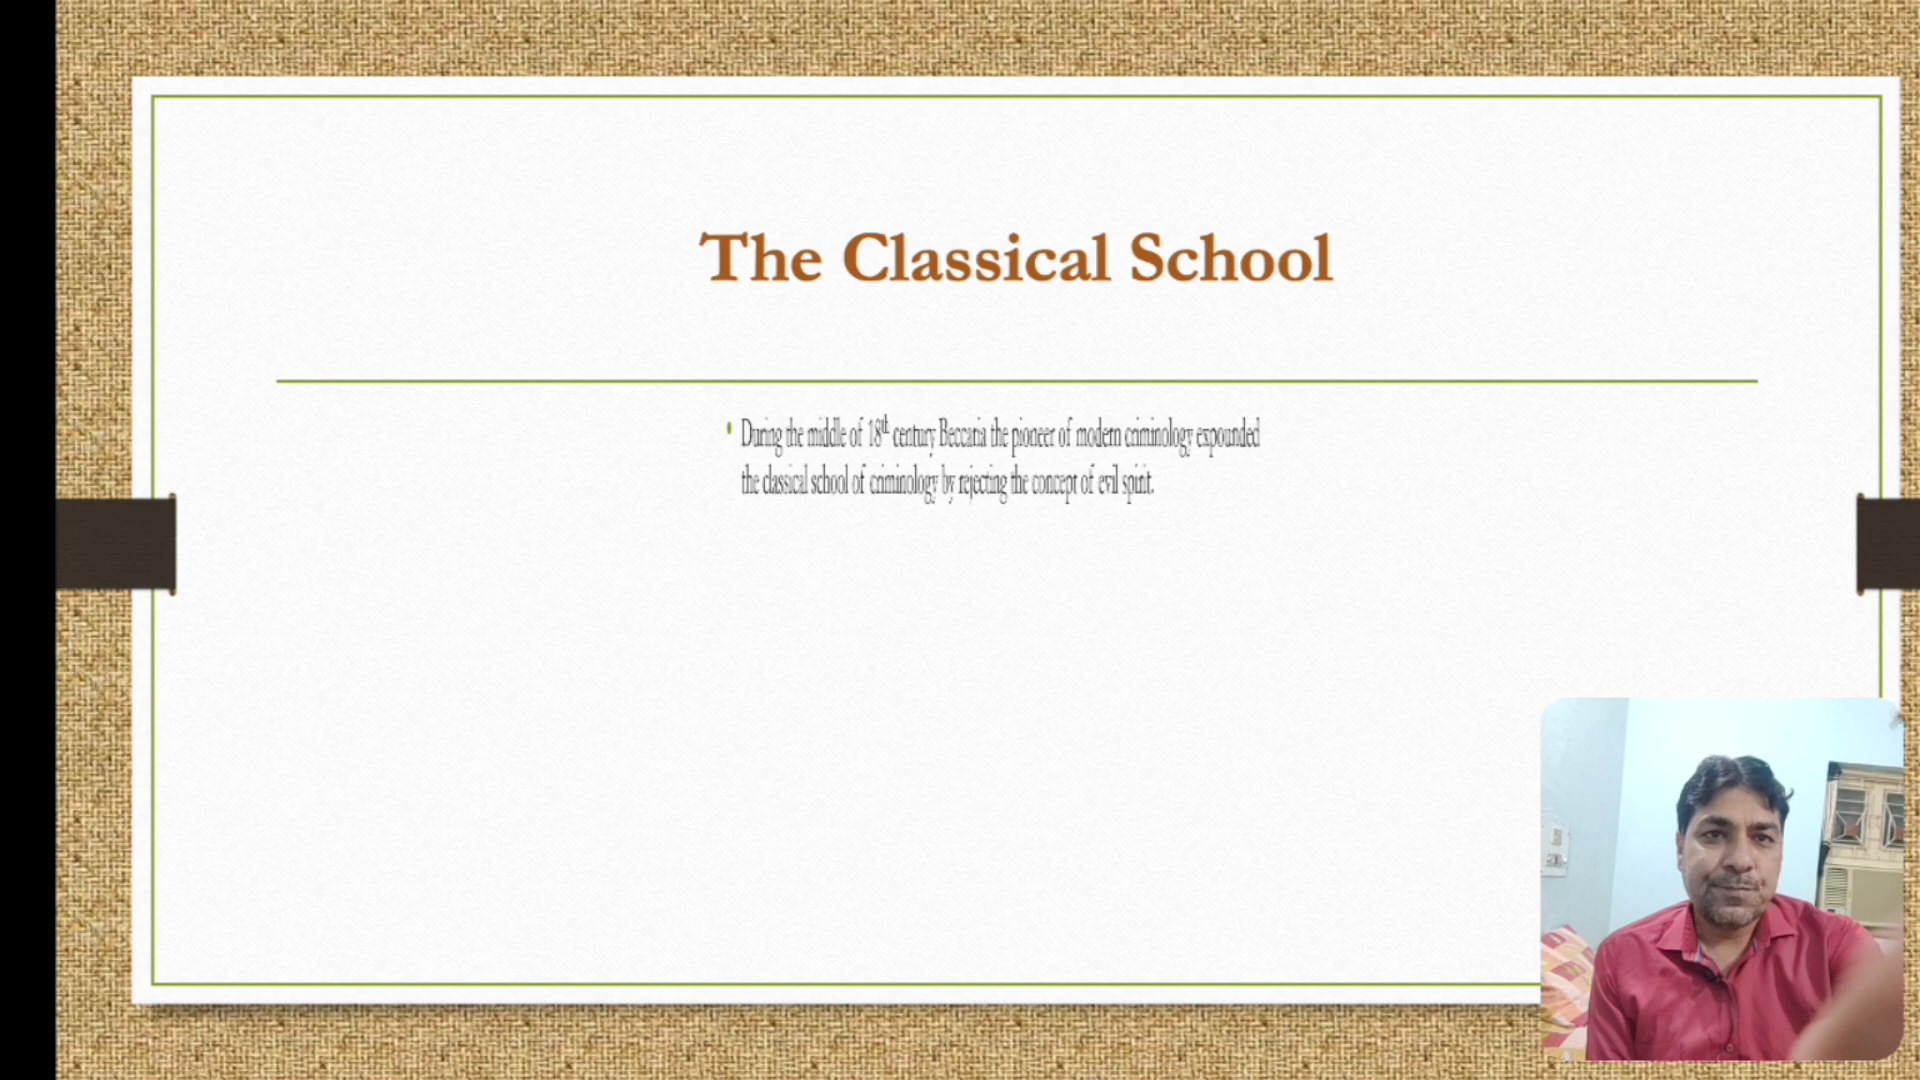 The Classical School
• During the middle of 18th century Beccaria the pioneer of modern criminology expounded
the classical school of criminology by rejecting the concept of evil spirit.